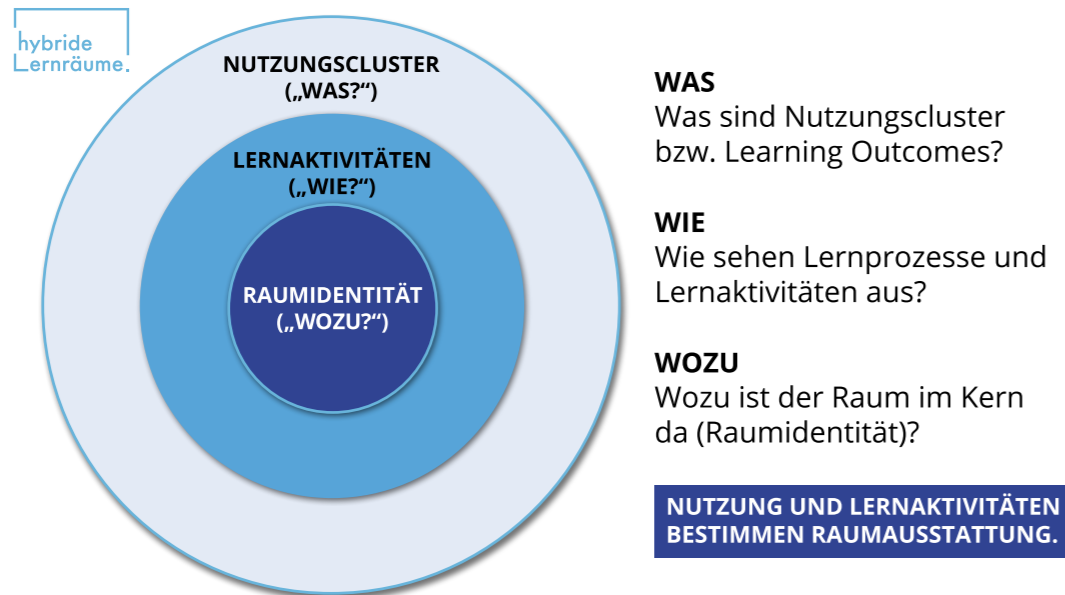 hybride
Lernräume.
NUTZUNGSCLUSTER
(„WAS?“)
LERNAKTIVITÄTEN
(„WIE?“)
RAUMIDENTITÄT
(„WOZU?“)
WAS
Was sind Nutzungscluster
bzw. Learning Outcomes?
WIE
Wie sehen Lernprozesse und
Lernaktivitäten aus?
WOZU
Wozu ist der Raum im Kern
da (Raumidentität)?
NUTZUNG UND LERNAKTIVITÄTEN
BESTIMMEN RAUMAUSSTATTUNG.